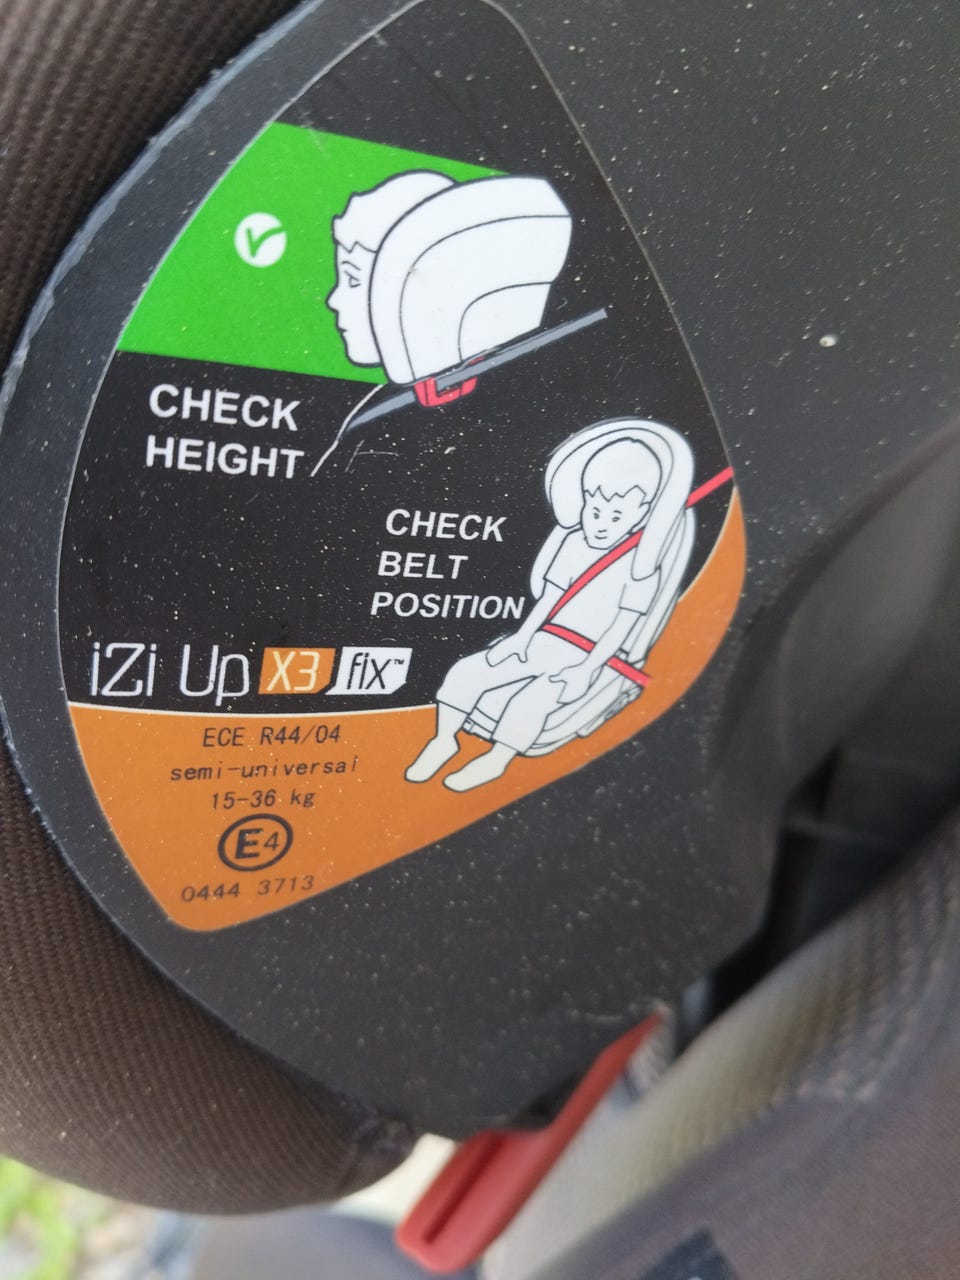 CHECK
HEIGHT
CHECK
BELT
POSITION
iZi Up X3 fix™
ECE R44/04
semi-universal
15-36 kg
E4
0444 3713